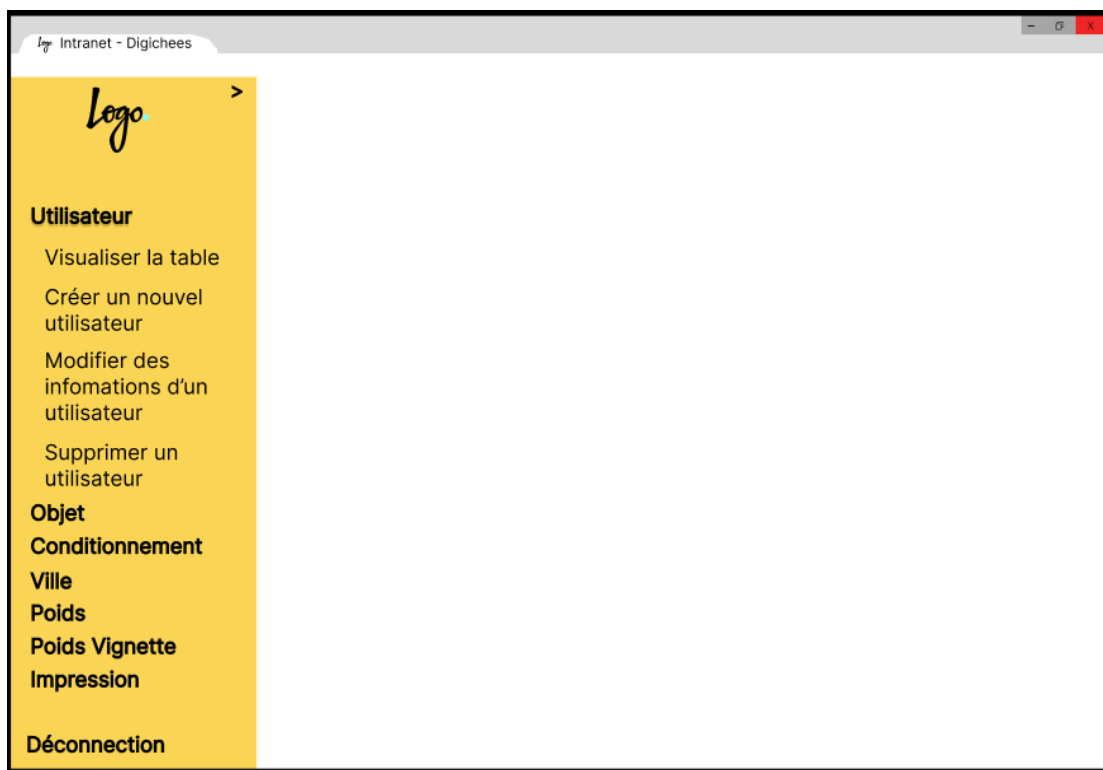 Logo Intranet - Digichees
- X
>
Logo.
Utilisateur
Visualiser la table
Créer un nouvel
utilisateur
Modifier des
infomations d'un
utilisateur
Supprimer un
utilisateur
Objet
Conditionnement
Ville
Poids
Poids Vignette
Impression
Déconnection